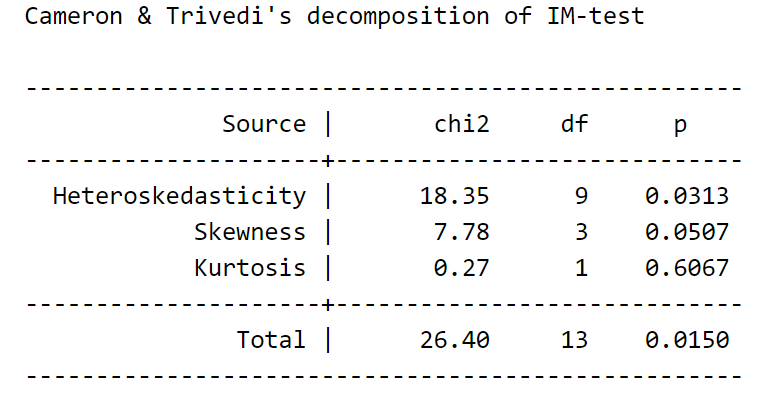 Cameron & Trivedi's decomposition of IM-test
---------------------------------------------------
Source | chi2 df p
---------------------+-----------------------------
Heteroskedasticity | 18.35 9 0.0313
Skewness | 7.78 3 0.0507
Kurtosis | 0.27 1 0.6067
---------------------+-----------------------------
Total | 26.40 13 0.0150
---------------------------------------------------